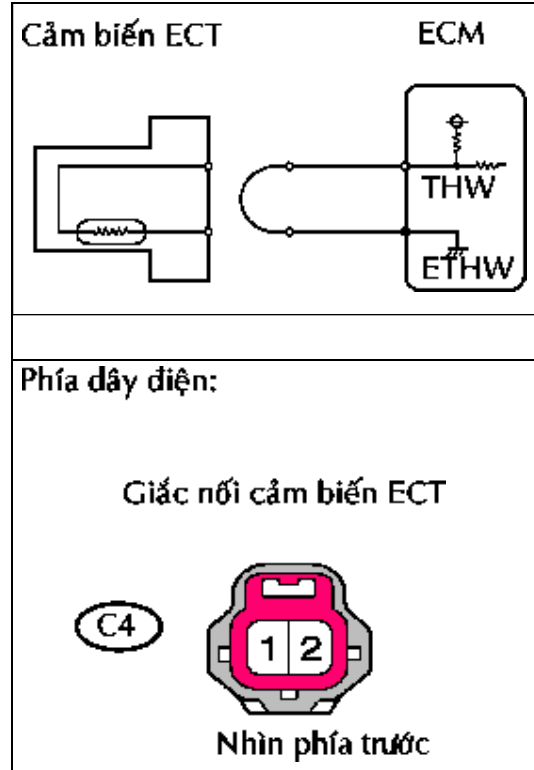 Cảm biến ECT
ECM
THW
ETHW
Phía dây điện:
Giắc nối cảm biến ECT
C4
1 2
Nhìn phía trước